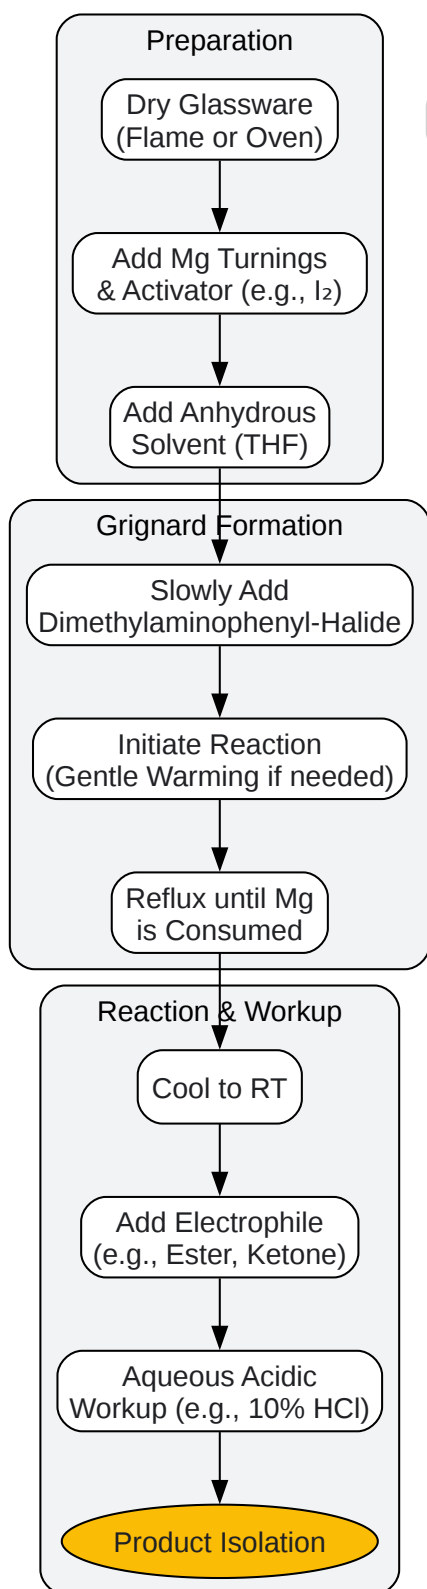 Preparation
Dry Glassware
(Flame or Oven)
Add Mg Turnings
& Activator (e.g., I₂)
Add Anhydrous
Solvent (THF)
Grignard Formation
Slowly Add
Dimethylaminophenyl-Halide
Initiate Reaction
(Gentle Warming if needed)
Reflux until Mg
is Consumed
Reaction & Workup
Cool to RT
Add Electrophile
(e.g., Ester, Ketone)
Aqueous Acidic
Workup (e.g., 10% HCl)
Product Isolation